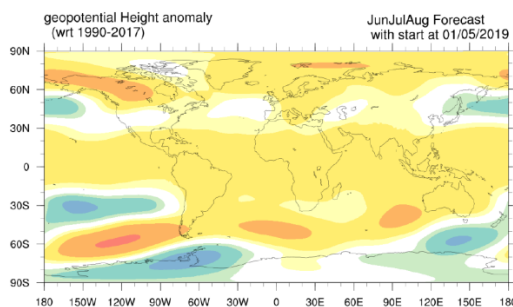 geopotential Height anomaly
(wrt 1990-2017)
JunJulAug Forecast
with start at 01/05/2019
90N
60N
30N
0
30S
60S
90S
180 150W 120W 90W 60W 30W 0 30E 60E 90E 120E 150E 180